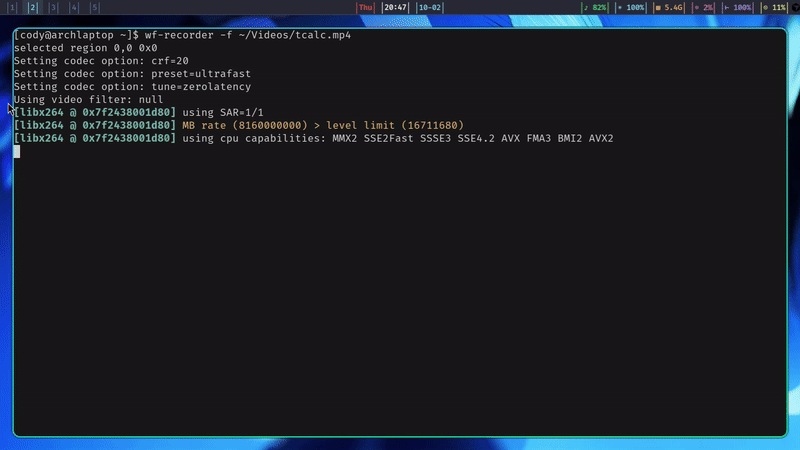 1 2 3 4 5 Thu 20:47 10-02 82% 100% 5.4G 2% 100% 11%
[cody@archlaptop ~]$ wf-recorder -f ~/Videos/tcalc.mp4
selected region 0,0 0x0
Setting codec option: crf=20
Setting codec option: preset=ultrafast
Setting codec option: tune=zerolatency
Using video filter: null
[libx264 @ 0x7f2438001d80] using SAR=1/1
[libx264 @ 0x7f2438001d80] MB rate (8160000000) > level limit (16711680)
[libx264 @ 0x7f2438001d80] using cpu capabilities: MMX2 SSE2Fast SSSE3 SSE4.2 AVX FMA3 BMI2 AVX2